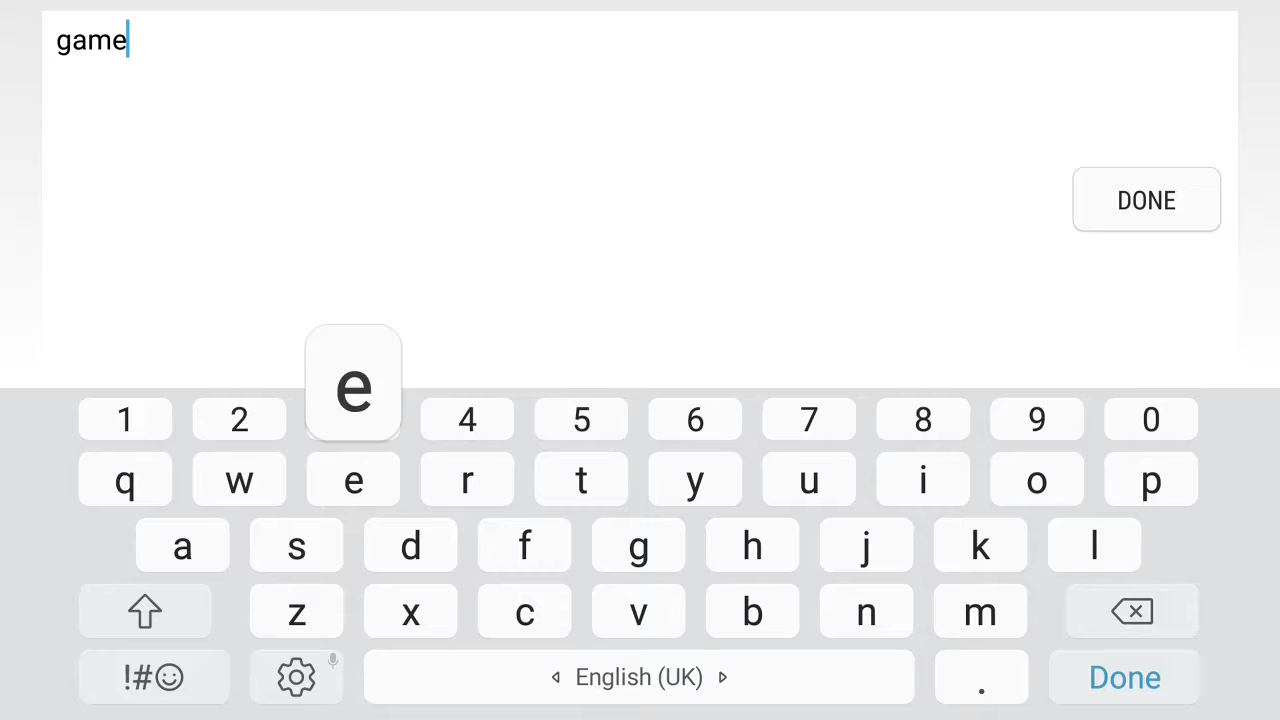 game
DONE
e
1 2 4 5 6 7 8 9 0
q w e r t y u i o p
a s d f g h j k l
z x c v b n m
!#☺ English (UK) . Done